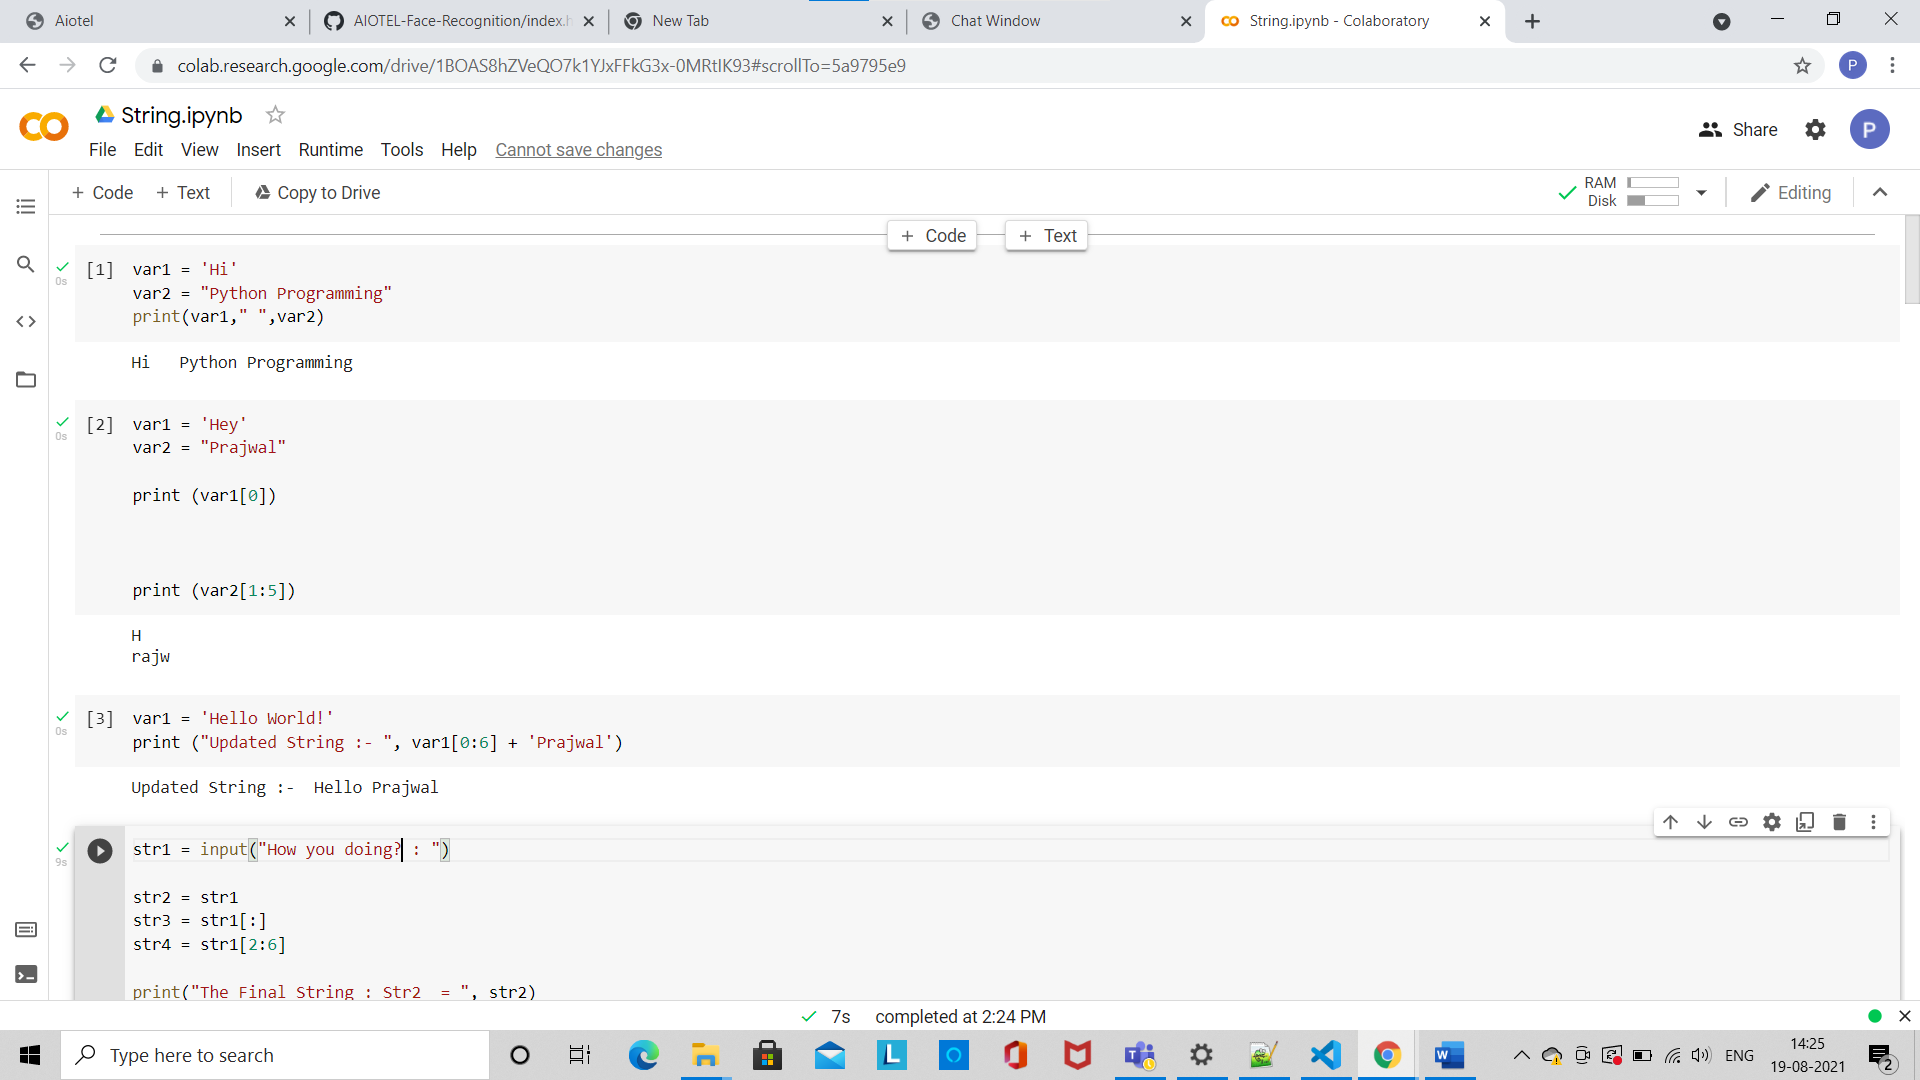 Aiotel
AIOTEL-Face-Recognition/index.h
New Tab
Chat Window
String.ipynb - Colaboratory
colab.research.google.com/drive/1BOAS8hZVeQO7k1YJxFFkG3x-0MRtIK93#scrollTo=5a9795e9
P
String.ipynb
File Edit View Insert Runtime Tools Help Cannot save changes
Share
P
+ Code + Text Copy to Drive
RAM
Disk
Editing
+ Code + Text
0s
[1] var1 = 'Hi'
var2 = "Python Programming"
print(var1," ",var2)
Hi   Python Programming
0s
[2] var1 = 'Hey'
var2 = "Prajwal"
print (var1[0])
print (var2[1:5])
H
rajw
0s
[3] var1 = 'Hello World!'
print ("Updated String :- ", var1[0:6] + 'Prajwal')
Updated String :-  Hello Prajwal
9s
str1 = input("How you doing? : ")
str2 = str1
str3 = str1[:]
str4 = str1[2:6]
print("The Final String : Str2  = ", str2)
7s completed at 2:24 PM
Type here to search
L
T
W
ENG
14:25
19-08-2021
2